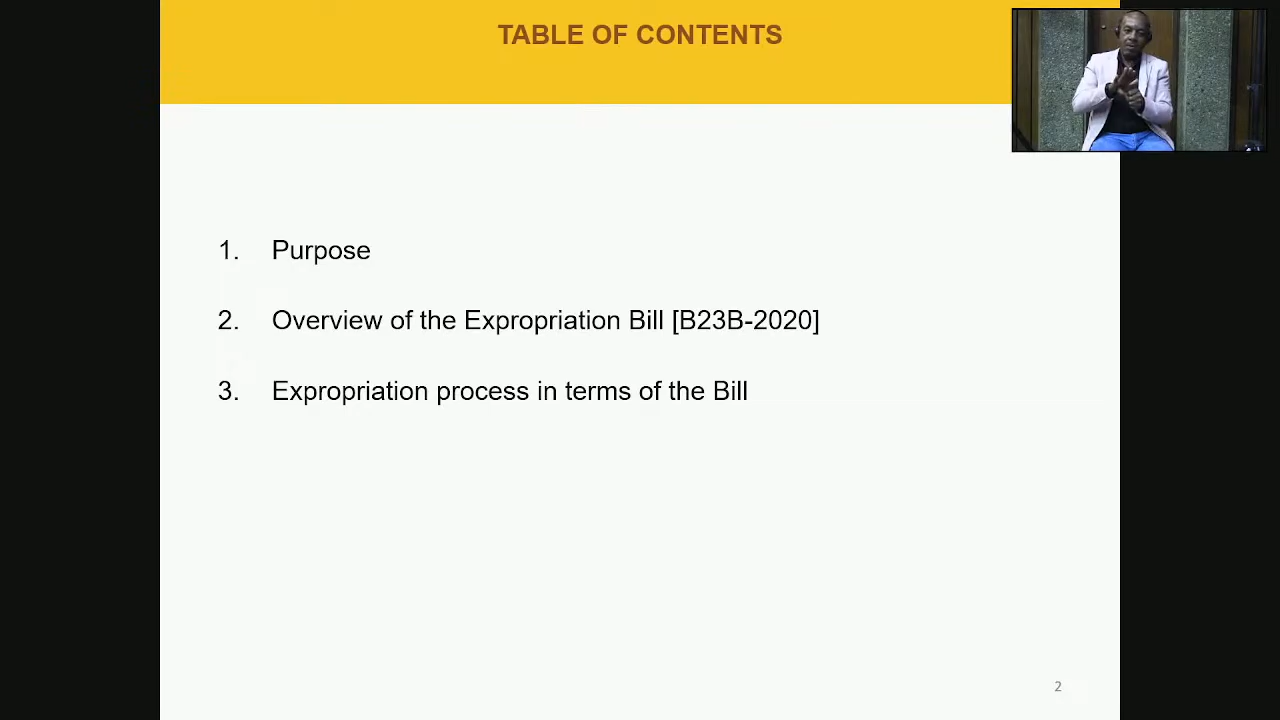 TABLE OF CONTENTS
1. Purpose
2. Overview of the Expropriation Bill [B23B-2020]
3. Expropriation process in terms of the Bill
2